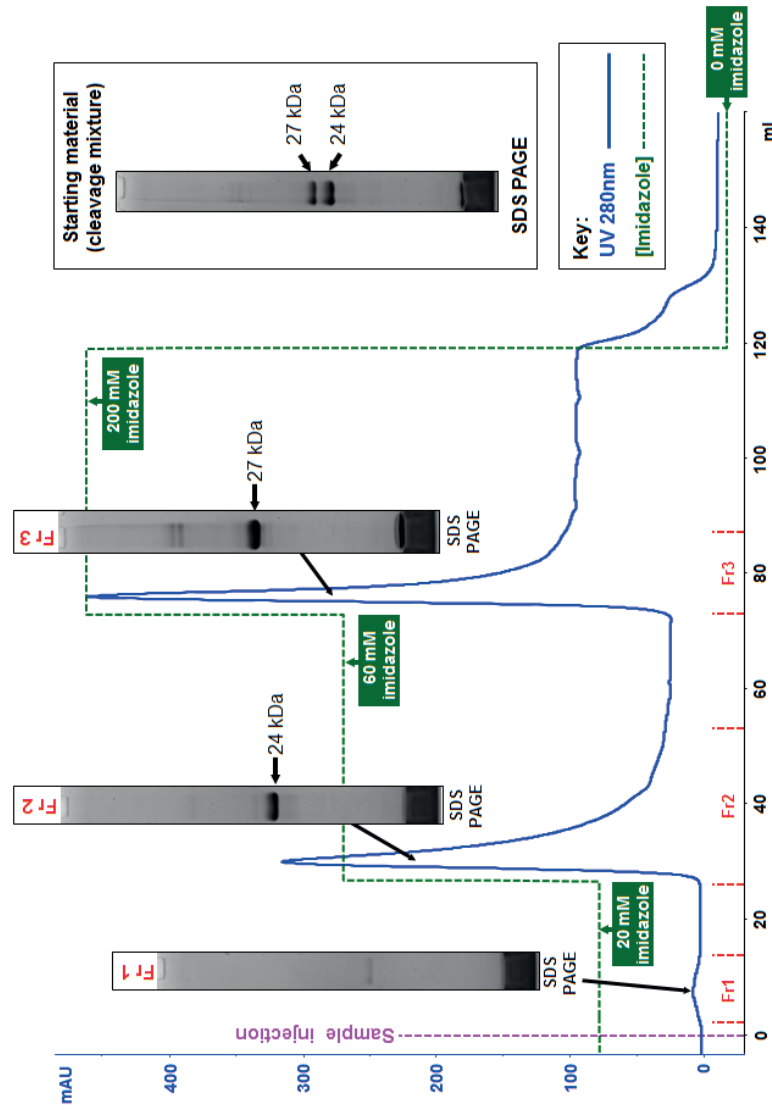 mAU
400
300
200
100
0
0
20
40
60
80
100
120
140
ml
Sample injection
Fr1
Fr2
Fr3
20 mM
imidazole
60 mM
imidazole
200 mM
imidazole
0 mM
imidazole
Fr 1
SDS
PAGE
Fr 2
24 kDa
SDS
PAGE
Fr 3
27 kDa
SDS
PAGE
Starting material
(cleavage mixture)
27 kDa
24 kDa
SDS PAGE
Key:
UV 280nm
[Imidazole]